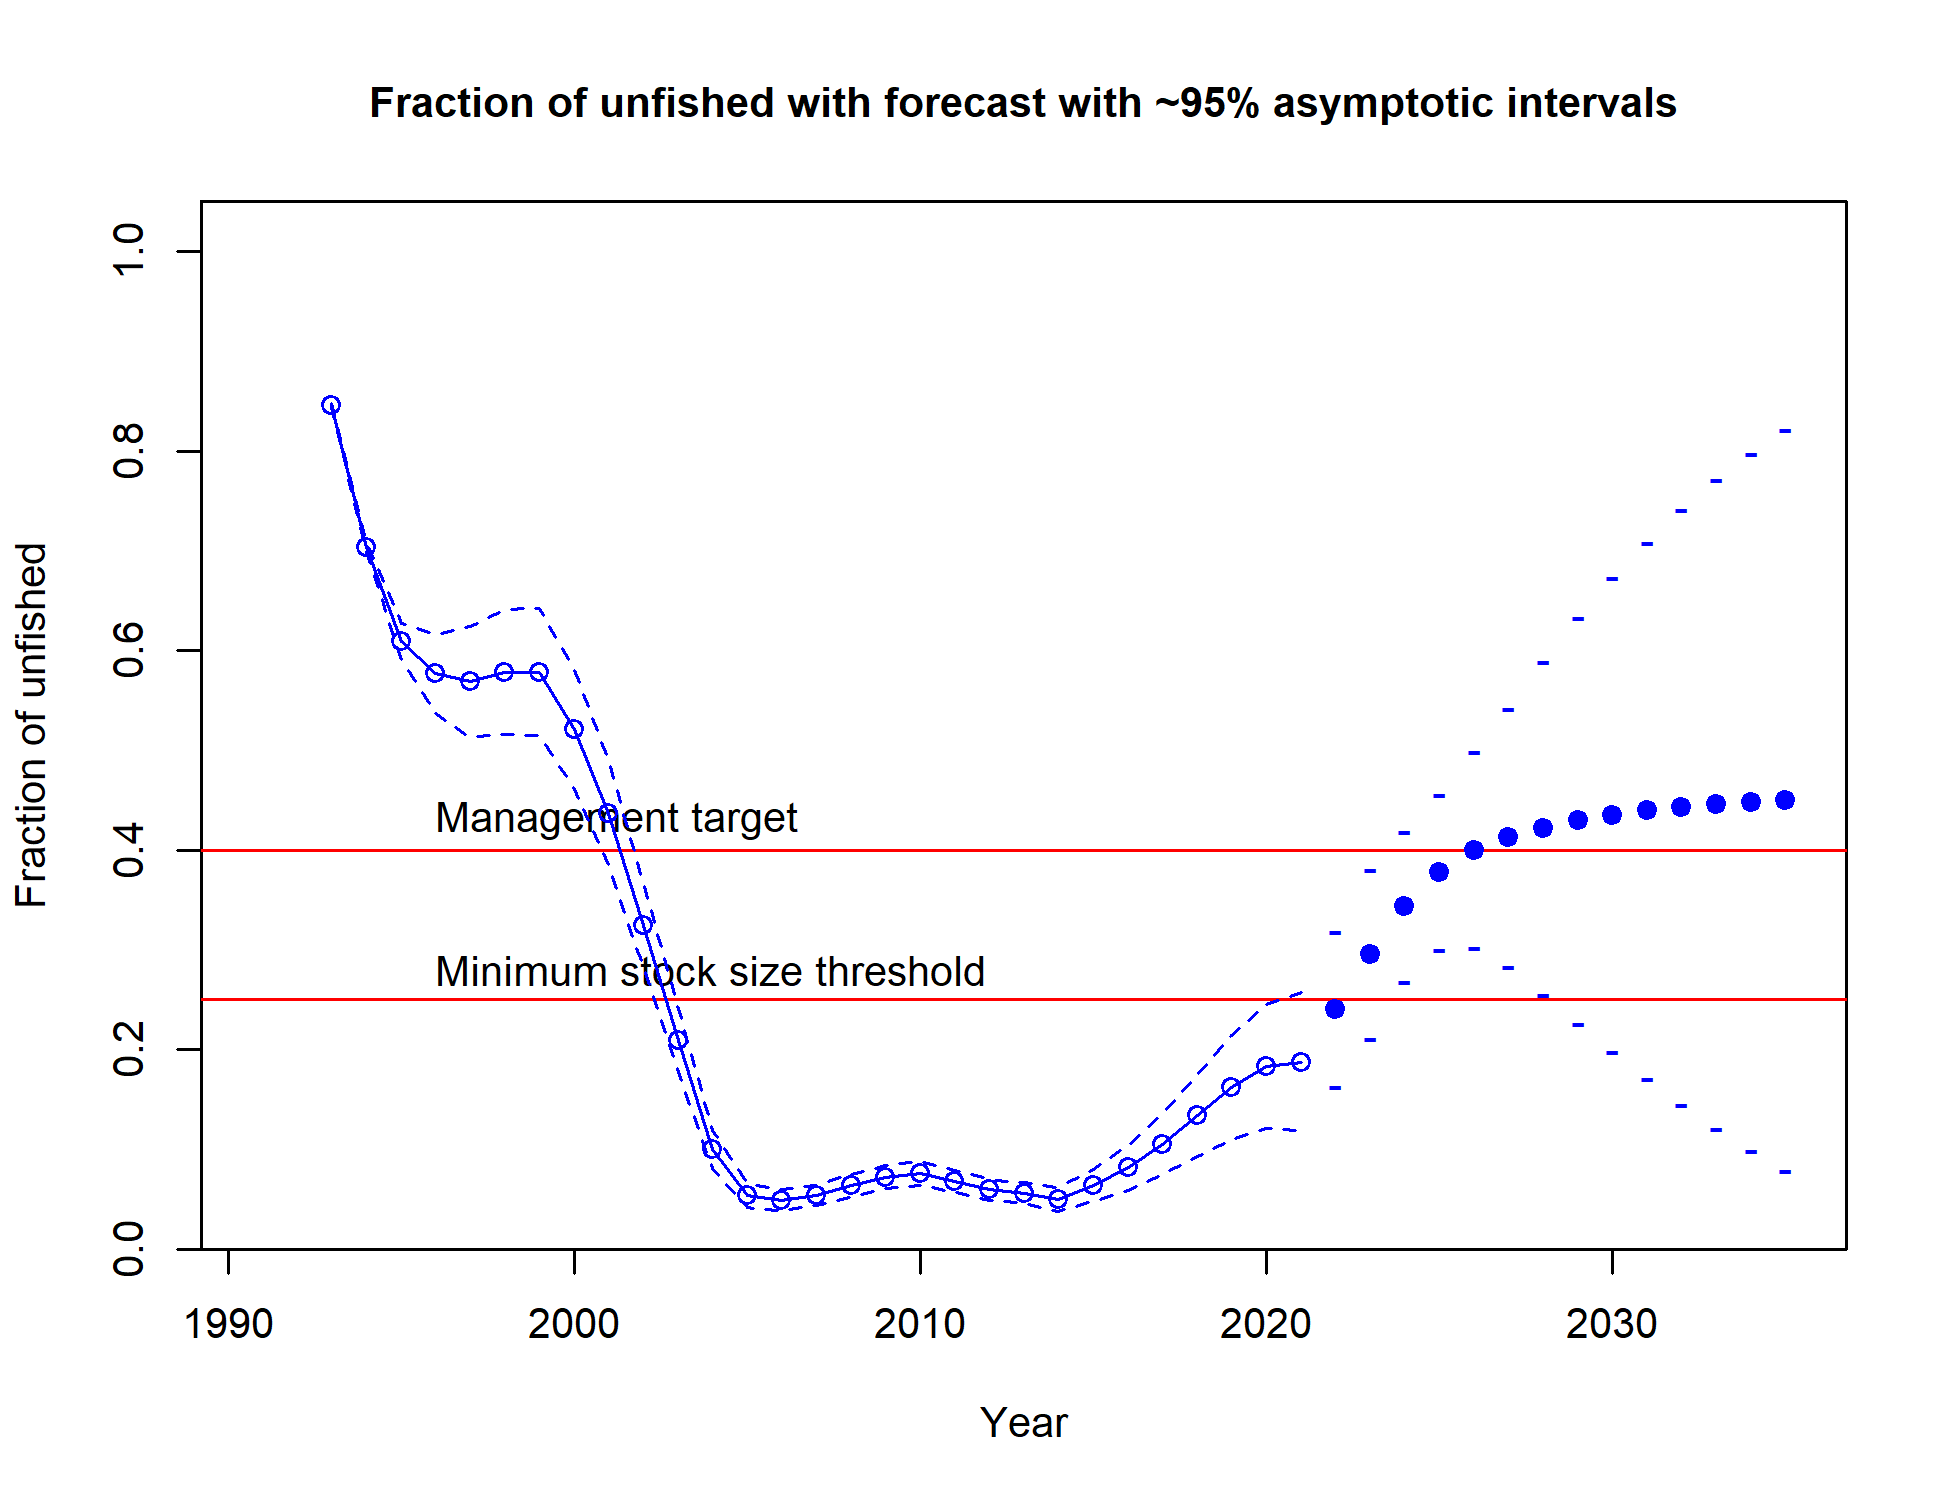 Fraction of unfished with forecast with ~95% asymptotic intervals
1.0
0.8
0.6
0.4
0.2
0.0
Fraction of unfished
Management target
Minimum stock size threshold
1990 2000 2010 2020 2030
Year